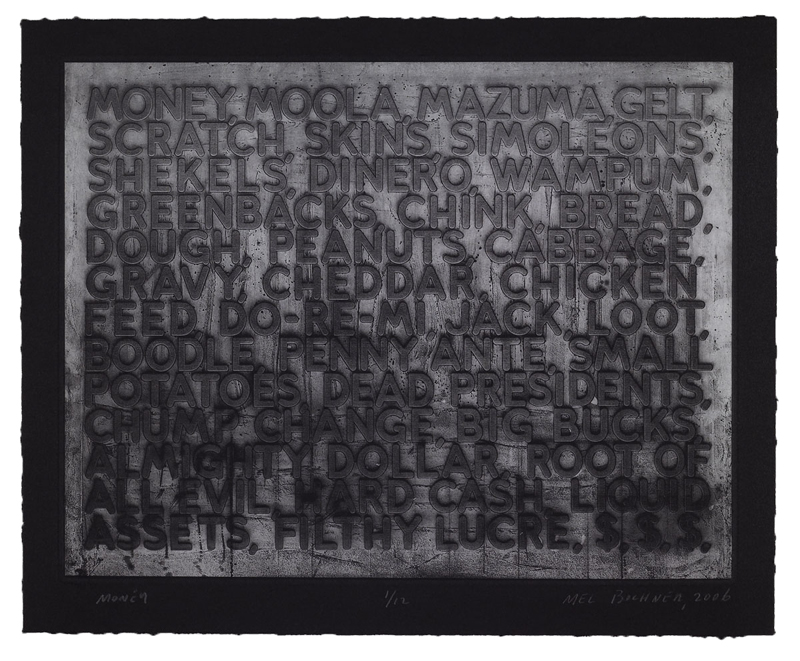 MONEY, MOOLA, MAZUMA, GELT,
SCRATCH, SKINS, SIMOLEONS,
SHEKELS, DINERO, WAMPUM,
GREENBACKS, CHINK, BREAD,
DOUGH, PEANUTS, CABBAGE,
GRAVY, CHEDDAR, CHICKEN
FEED, DO-RE-MI, JACK, LOOT,
BOODLE, PENNY ANTE, SMALL
POTATOES, DEAD PRESIDENTS,
CHUMP CHANGE, BIG BUCKS,
ALMIGHTY DOLLAR, ROOT OF
ALL EVIL, HARD CASH, LIQUID
ASSETS, FILTHY LUCRE, $,$,$,
MONEY 1/12 MEL BOCHNER, 2006